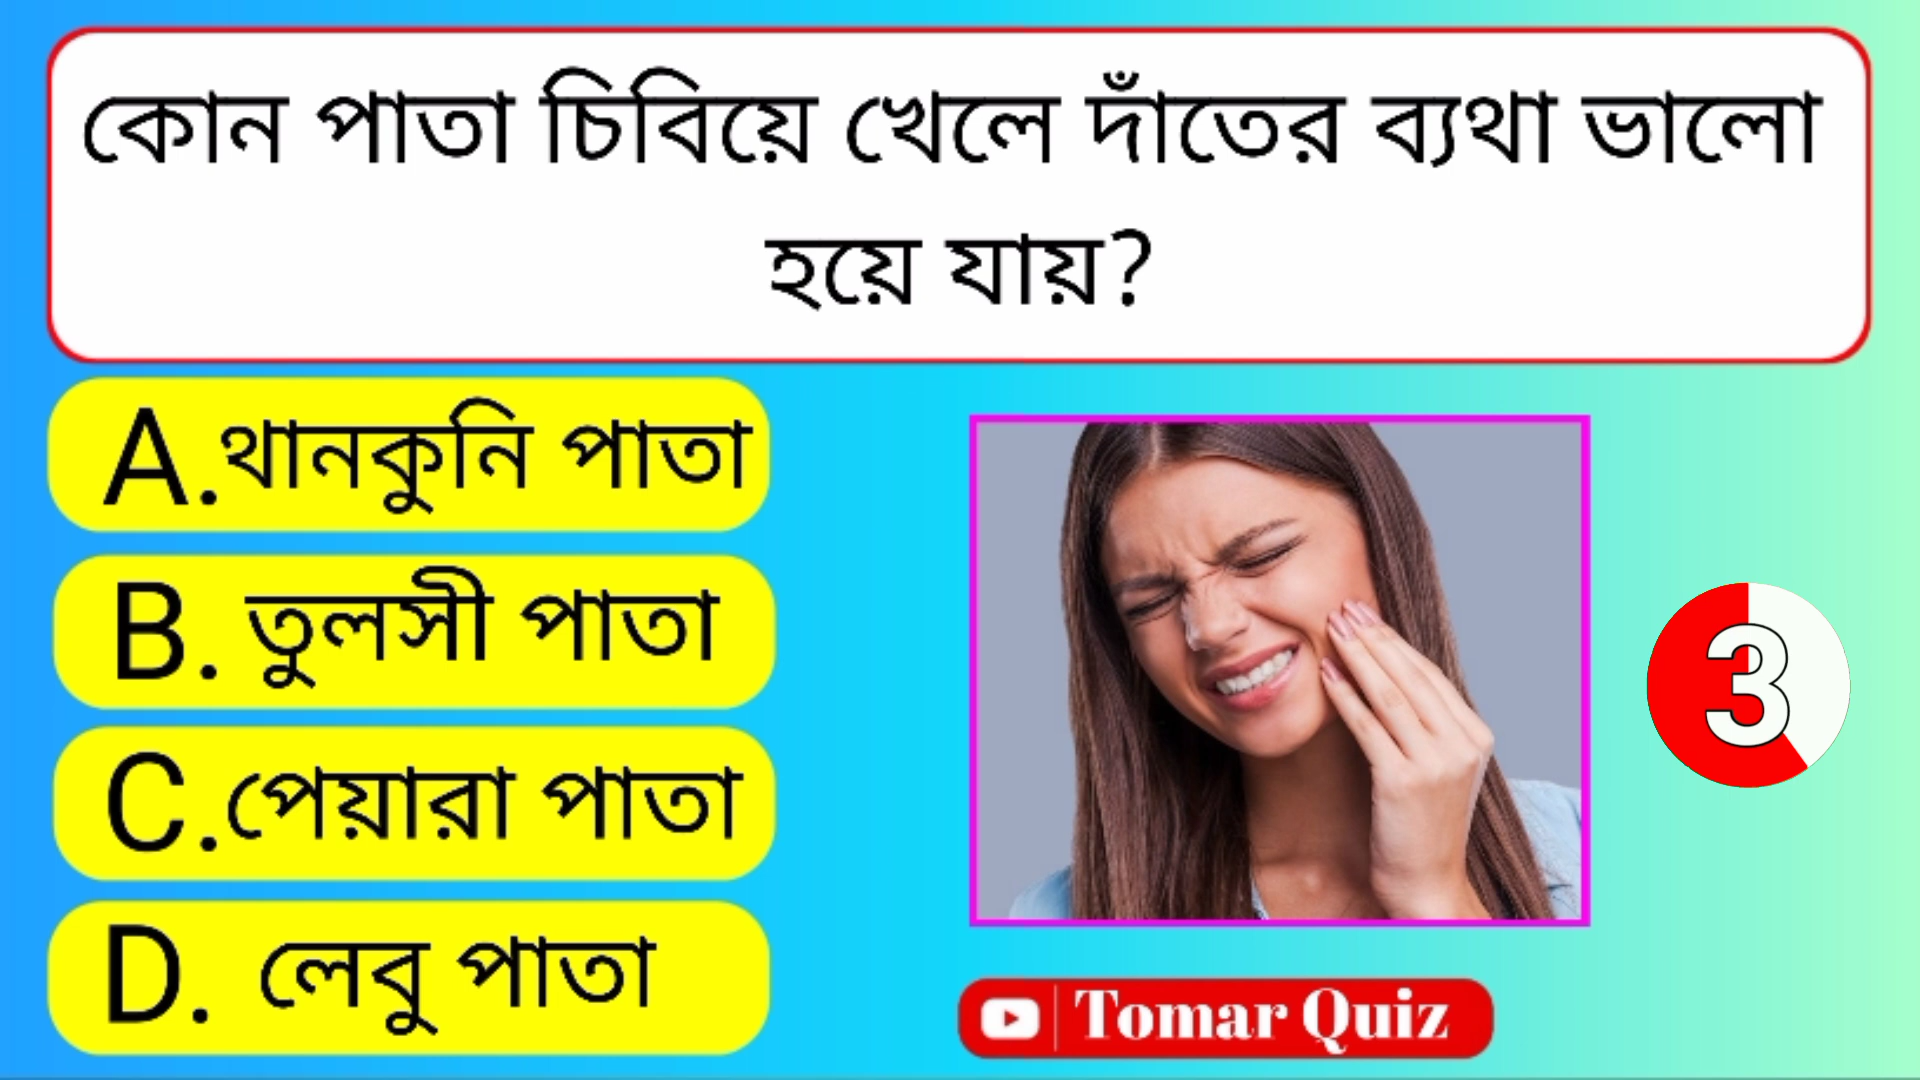 কোন পাতা চিবিয়ে খেলে দাঁতের ব্যথা ভালো
হয়ে যায়?
A.থানকুনি পাতা
B. তুলসী পাতা
C.পেয়ারা পাতা
D. লেবু পাতা
3
Tomar Quiz